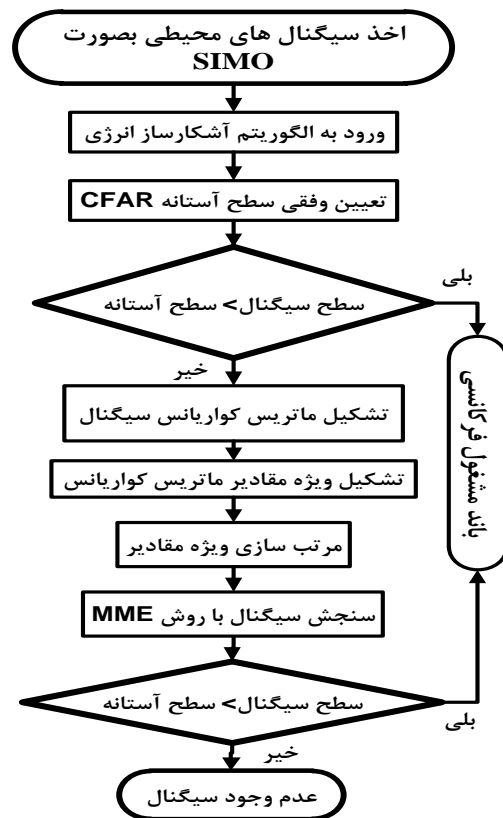 اخذ سیگنال های محیطی بصورت
SIMO
ورود به الگوریتم آشکارساز انرژی
تعیین وفقی سطح آستانه CFAR
سطح سیگنال> سطح آستانه
بلی
خیر
باند مشغول فرکانسی
تشکیل ماتریس کواریانس سیگنال
تشکیل ویژه مقادیر ماتریس کواریانس
مرتب سازی ویژه مقادیر
سنجش سیگنال با روش MME
سطح سیگنال> سطح آستانه
بلی
خیر
عدم وجود سیگنال